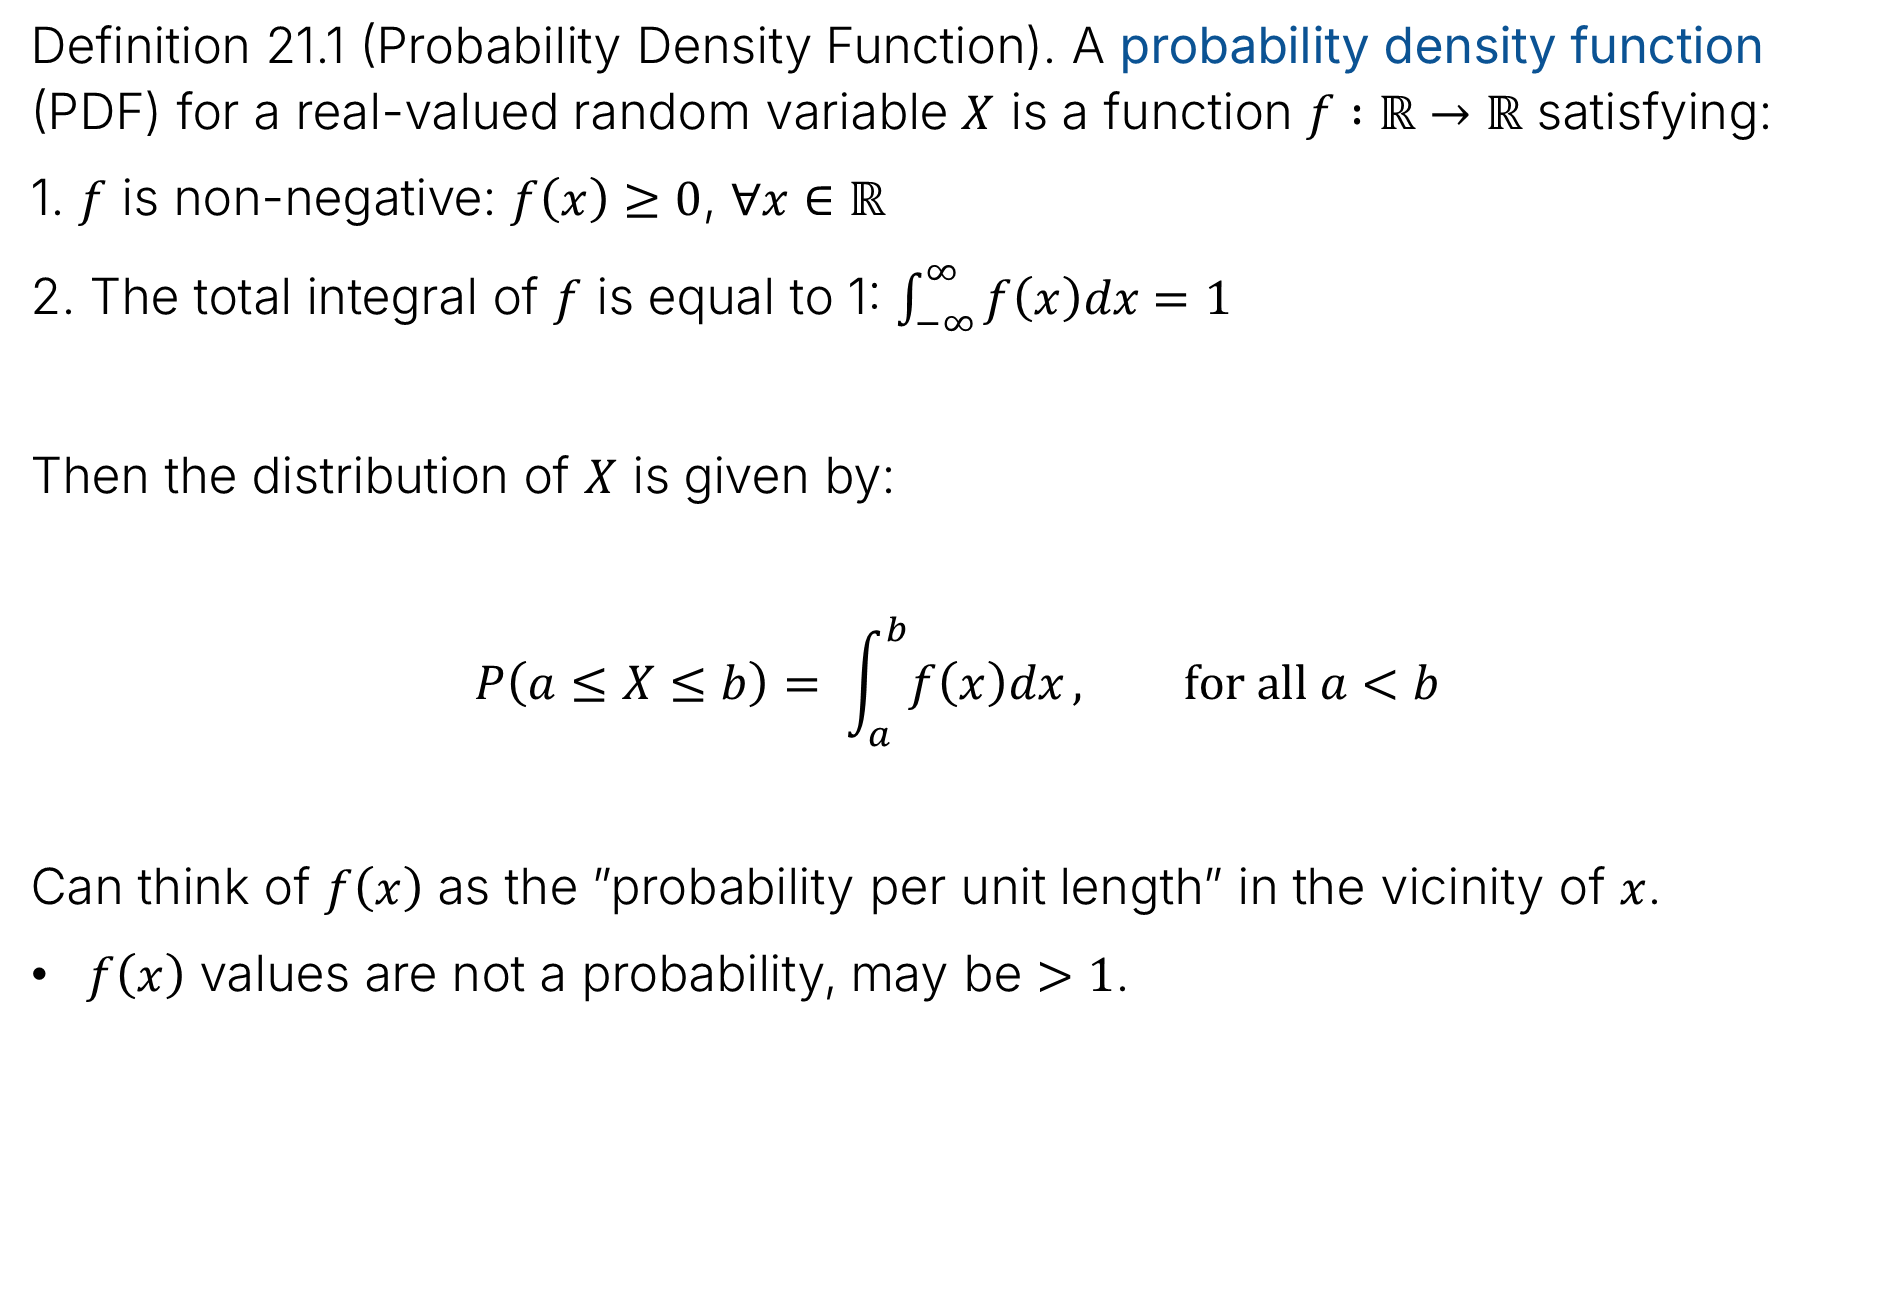 Definition 21.1 (Probability Density Function). A probability density function
(PDF) for a real-valued random variable X is a function f : ℝ → ℝ satisfying:
1. f is non-negative: f(x) ≥ 0, ∀x ∈ ℝ
2. The total integral of f is equal to 1: ∫_{−∞}^{∞} f(x)dx = 1
Then the distribution of X is given by:
P(a ≤ X ≤ b) = ∫_a^b f(x)dx, for all a < b
Can think of f(x) as the "probability per unit length" in the vicinity of x.
• f(x) values are not a probability, may be > 1.